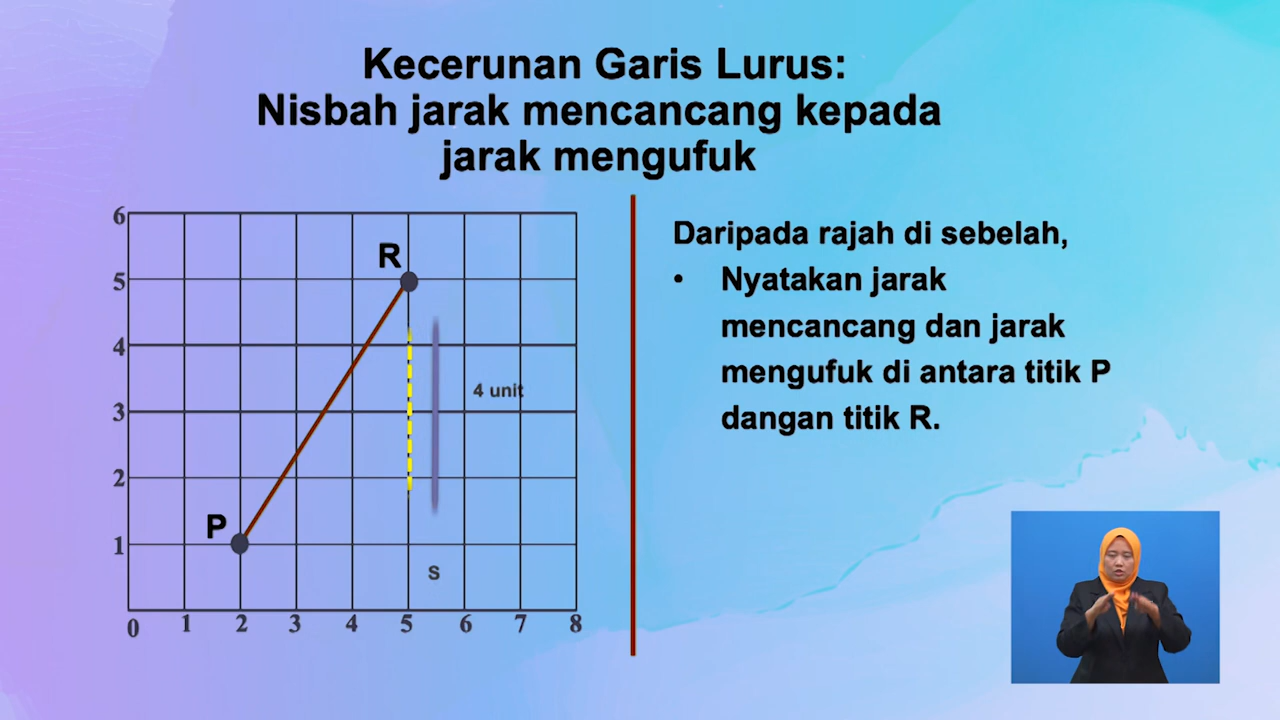 Kecerunan Garis Lurus:
Nisbah jarak mencancang kepada
jarak mengufuk
6
5
4
3
2
1
0 1 2 3 4 5 6 7 8
R
P
4 unit
S
Daripada rajah di sebelah,
• Nyatakan jarak
mencancang dan jarak
mengufuk di antara titik P
dangan titik R.